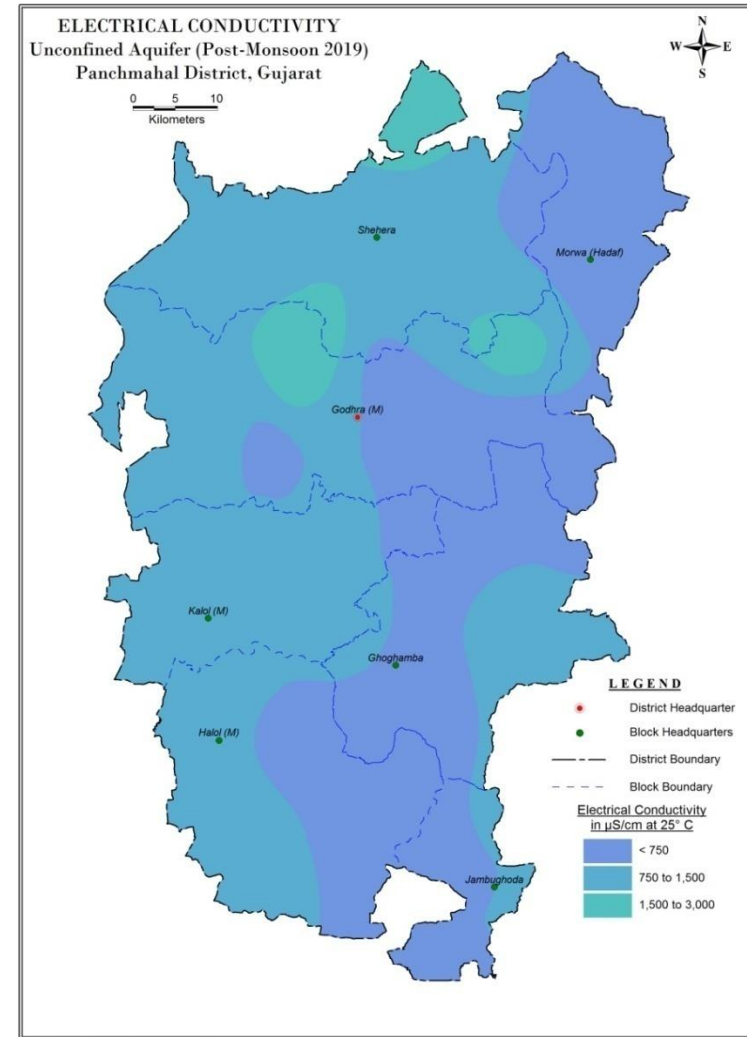 ELECTRICAL CONDUCTIVITY
Unconfined Aquifer (Post-Monsoon 2019)
Panchmahal District, Gujarat
0 5 10
Kilometers
N
W E
S
Shehera
Morwa (Hadaf)
Godhra (M)
Kalol (M)
Ghoghamba
Halol (M)
Jambughoda
LEGEND
District Headquarter
Block Headquarters
District Boundary
Block Boundary
Electrical Conductivity
in µS/cm at 25° C
< 750
750 to 1,500
1,500 to 3,000